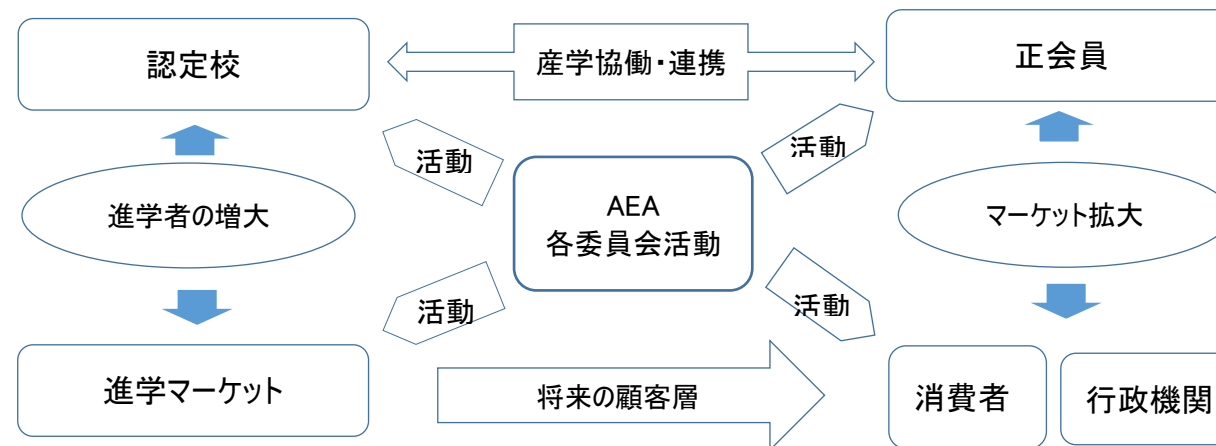 認定校
産学協働・連携
正会員
活動
活動
進学者の増大
AEA
各委員会活動
マーケット拡大
活動
活動
進学マーケット
将来の顧客層
消費者
行政機関